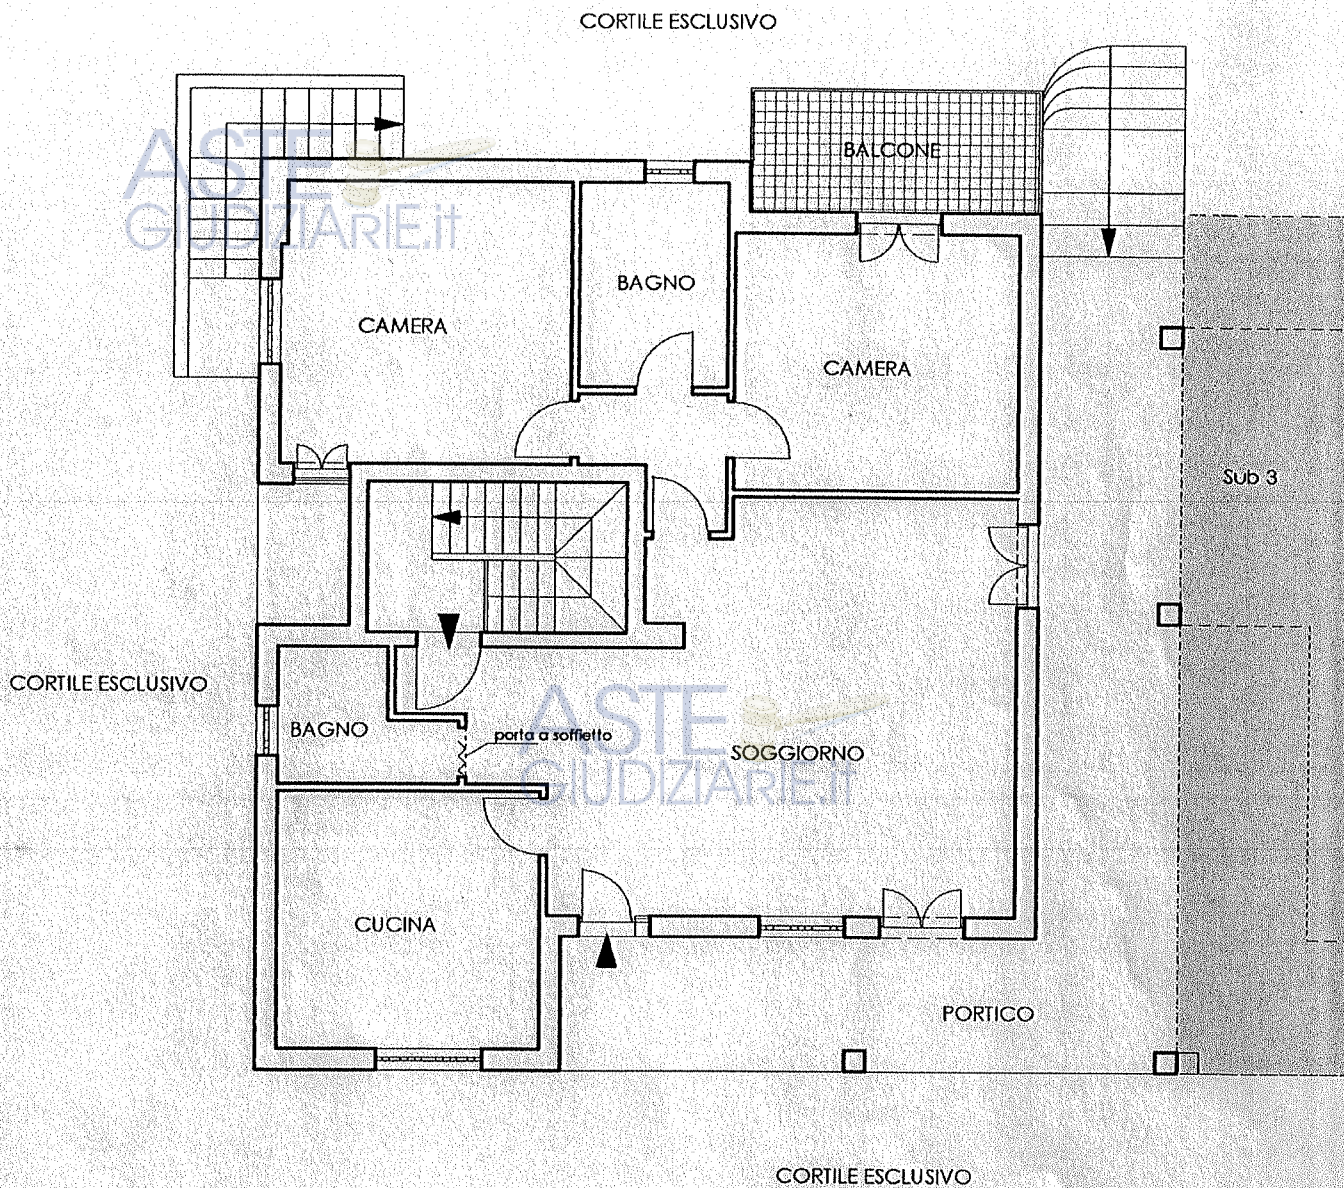 CORTILE ESCLUSIVO
BALCONE
ASTE
GIUDIZIARIE.it
BAGNO
CAMERA
CAMERA
Sub 3
CORTILE ESCLUSIVO
BAGNO
porta a soffietto
ASTE
GIUDIZIARIE.it
SOGGIORNO
CUCINA
PORTICO
CORTILE ESCLUSIVO